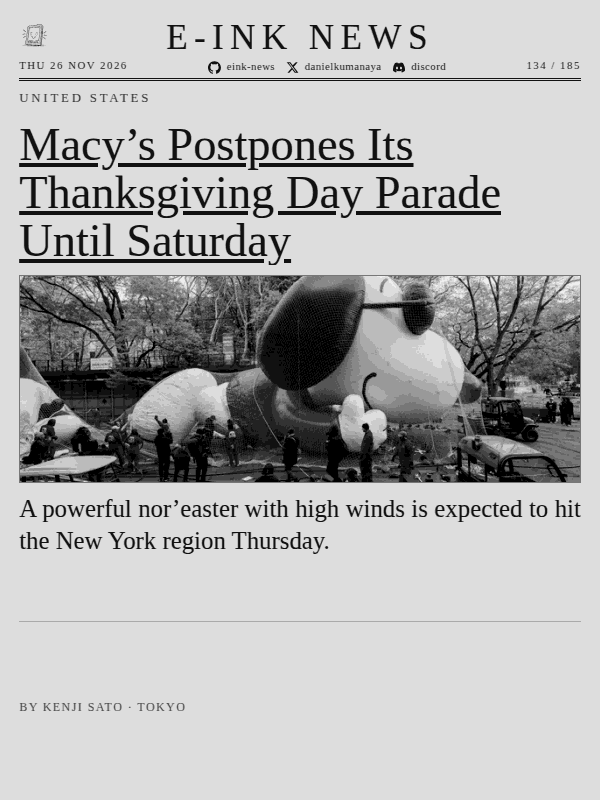 E-INK NEWS
THU 26 NOV 2026
eink-news danielkumanaya discord
134 / 185
UNITED STATES
Macy’s Postpones Its
Thanksgiving Day Parade
Until Saturday
A powerful nor’easter with high winds is expected to hit
the New York region Thursday.
BY KENJI SATO · TOKYO